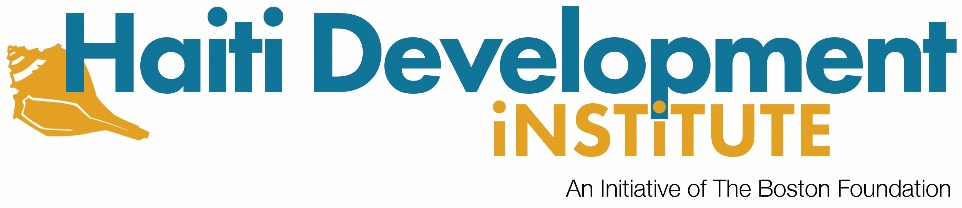 Haiti Development
iNSTiTUTE
An Initiative of The Boston Foundation